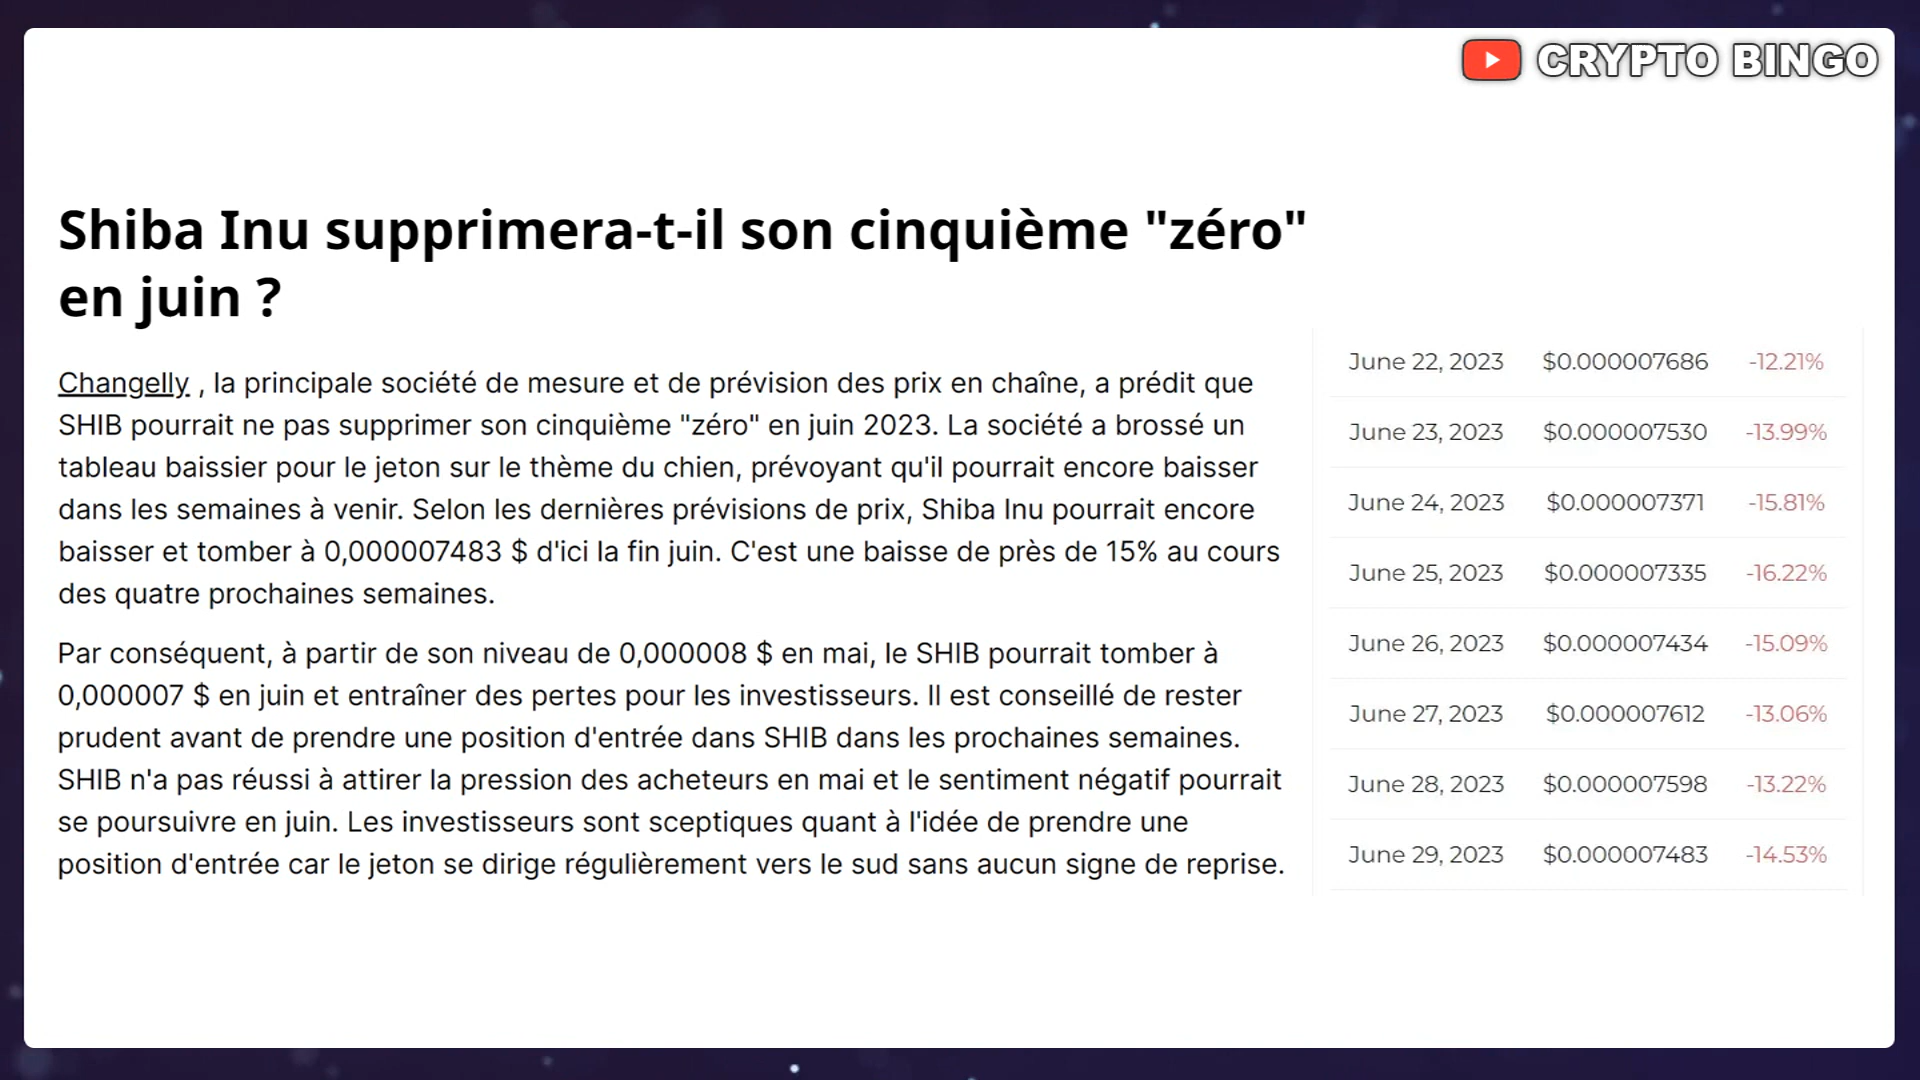 CRYPTO BINGO
Shiba Inu supprimera-t-il son cinquième "zéro"
en juin ?
Changelly , la principale société de mesure et de prévision des prix en chaîne, a prédit que
SHIB pourrait ne pas supprimer son cinquième "zéro" en juin 2023. La société a brossé un
tableau baissier pour le jeton sur le thème du chien, prévoyant qu'il pourrait encore baisser
dans les semaines à venir. Selon les dernières prévisions de prix, Shiba Inu pourrait encore
baisser et tomber à 0,000007483 $ d'ici la fin juin. C'est une baisse de près de 15% au cours
des quatre prochaines semaines.
Par conséquent, à partir de son niveau de 0,000008 $ en mai, le SHIB pourrait tomber à
0,000007 $ en juin et entraîner des pertes pour les investisseurs. Il est conseillé de rester
prudent avant de prendre une position d'entrée dans SHIB dans les prochaines semaines.
SHIB n'a pas réussi à attirer la pression des acheteurs en mai et le sentiment négatif pourrait
se poursuivre en juin. Les investisseurs sont sceptiques quant à l'idée de prendre une
position d'entrée car le jeton se dirige régulièrement vers le sud sans aucun signe de reprise.
June 22, 2023 $0.000007686 -12.21%
June 23, 2023 $0.000007530 -13.99%
June 24, 2023 $0.000007371 -15.81%
June 25, 2023 $0.000007335 -16.22%
June 26, 2023 $0.000007434 -15.09%
June 27, 2023 $0.000007612 -13.06%
June 28, 2023 $0.000007598 -13.22%
June 29, 2023 $0.000007483 -14.53%